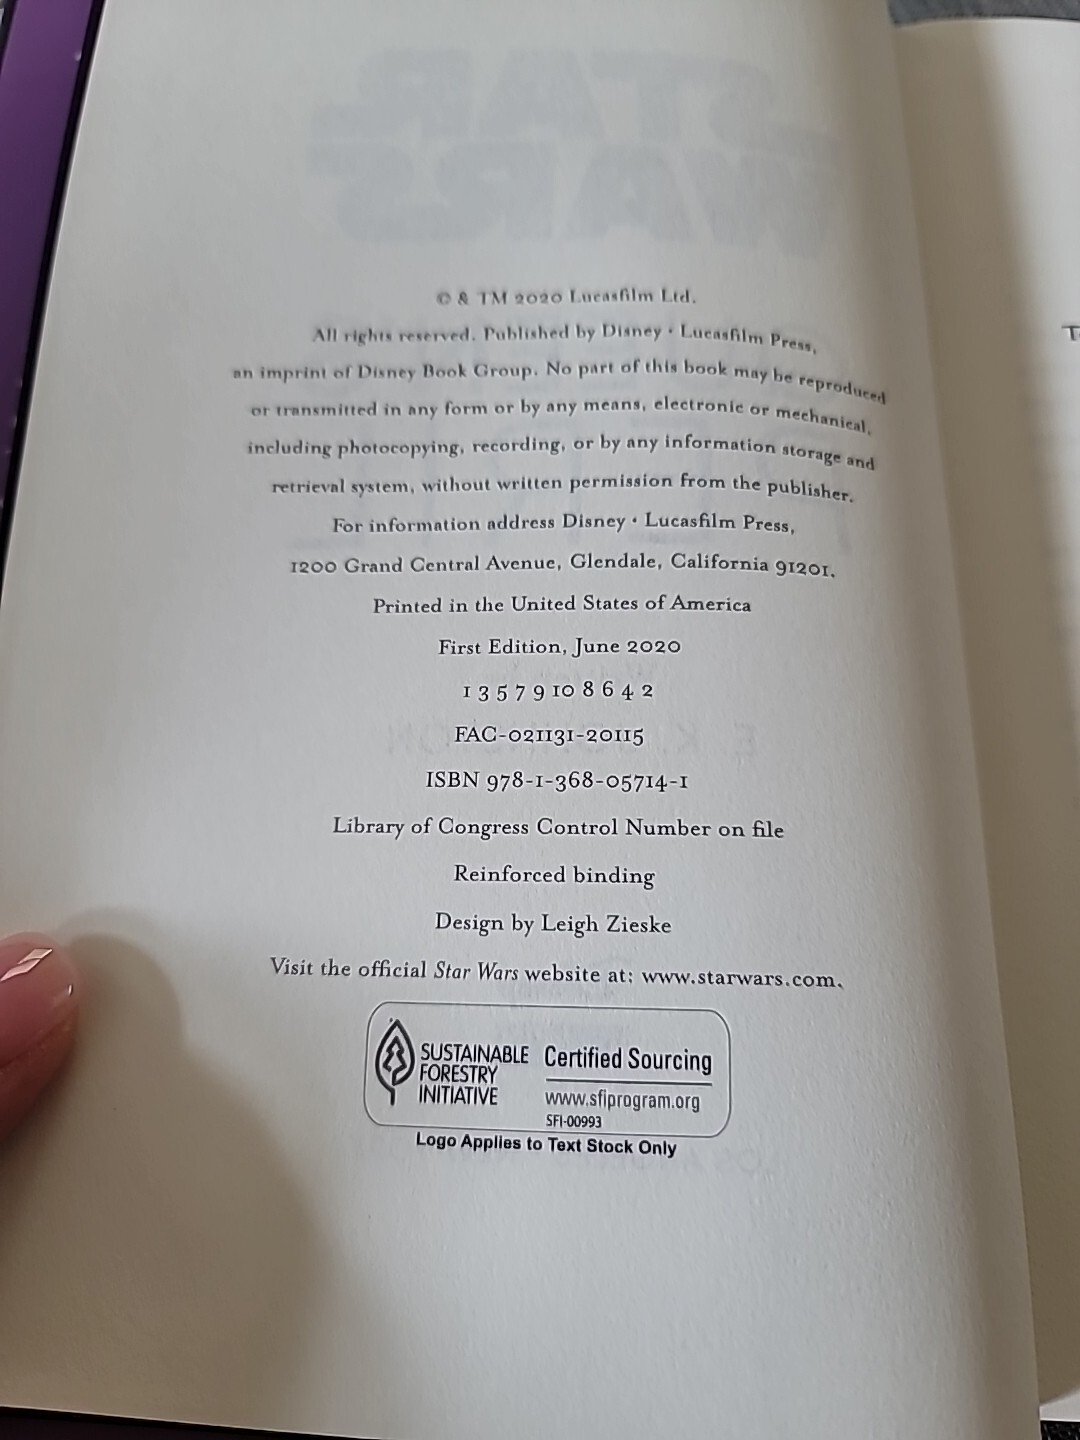 © & TM 2020 Lucasfilm Ltd.
All rights reserved. Published by Disney • Lucasfilm Press,
an imprint of Disney Book Group. No part of this book may be reproduced
or transmitted in any form or by any means, electronic or mechanical,
including photocopying, recording, or by any information storage and
retrieval system, without written permission from the publisher.
For information address Disney • Lucasfilm Press,
1200 Grand Central Avenue, Glendale, California 91201.
Printed in the United States of America
First Edition, June 2020
1 3 5 7 9 10 8 6 4 2
FAC-021131-20115
ISBN 978-1-368-05714-1
Library of Congress Control Number on file
Reinforced binding
Design by Leigh Zieske
Visit the official Star Wars website at: www.starwars.com.
SUSTAINABLE
FORESTRY
INITIATIVE
Certified Sourcing
www.sfiprogram.org
SFI-00993
Logo Applies to Text Stock Only